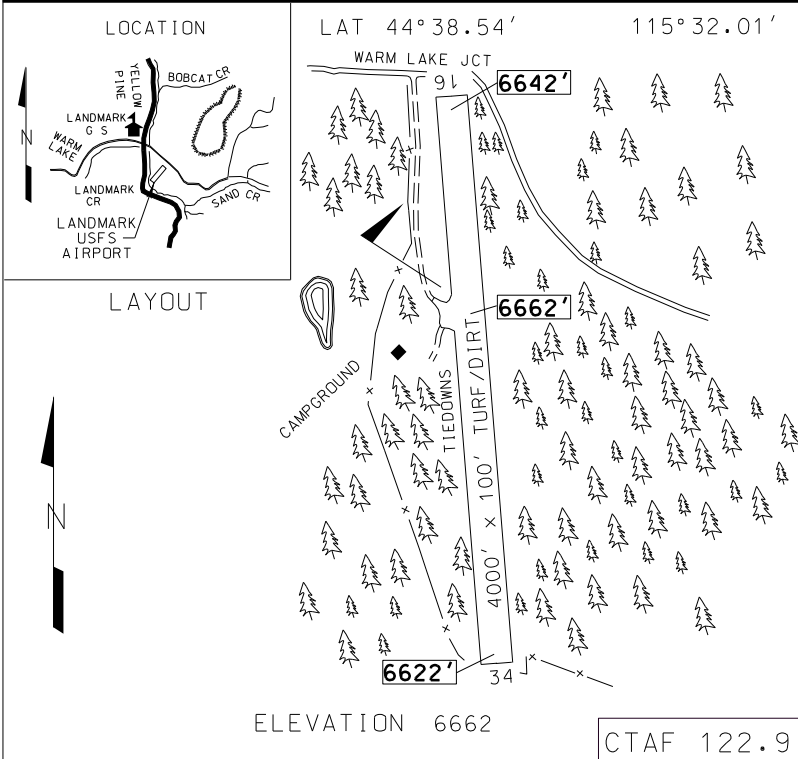 LOCATION
LAT 44°38.54′ 115°32.01′
YELLOW
PINE
BOBCAT CR
LANDMARK
G S
WARM
LAKE
N
LANDMARK
CR
SAND CR
LANDMARK
USFS
AIRPORT
WARM LAKE JCT
16
6642′
LAYOUT
6662′
CAMPGROUND
TIEDOWNS
4000′ x 100′ TURF/DIRT
N
6622′
34
ELEVATION 6662
CTAF 122.9